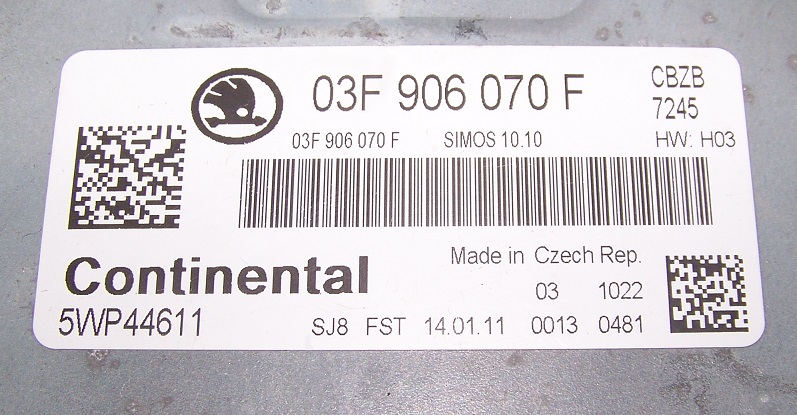 03F 906 070 F
CBZB
7245
03F 906 070 F SIMOS 10.10 HW: H03
Continental
Made in Czech Rep.
03 1022
5WP44611
SJ8 FST 14.01.11 0013 0481